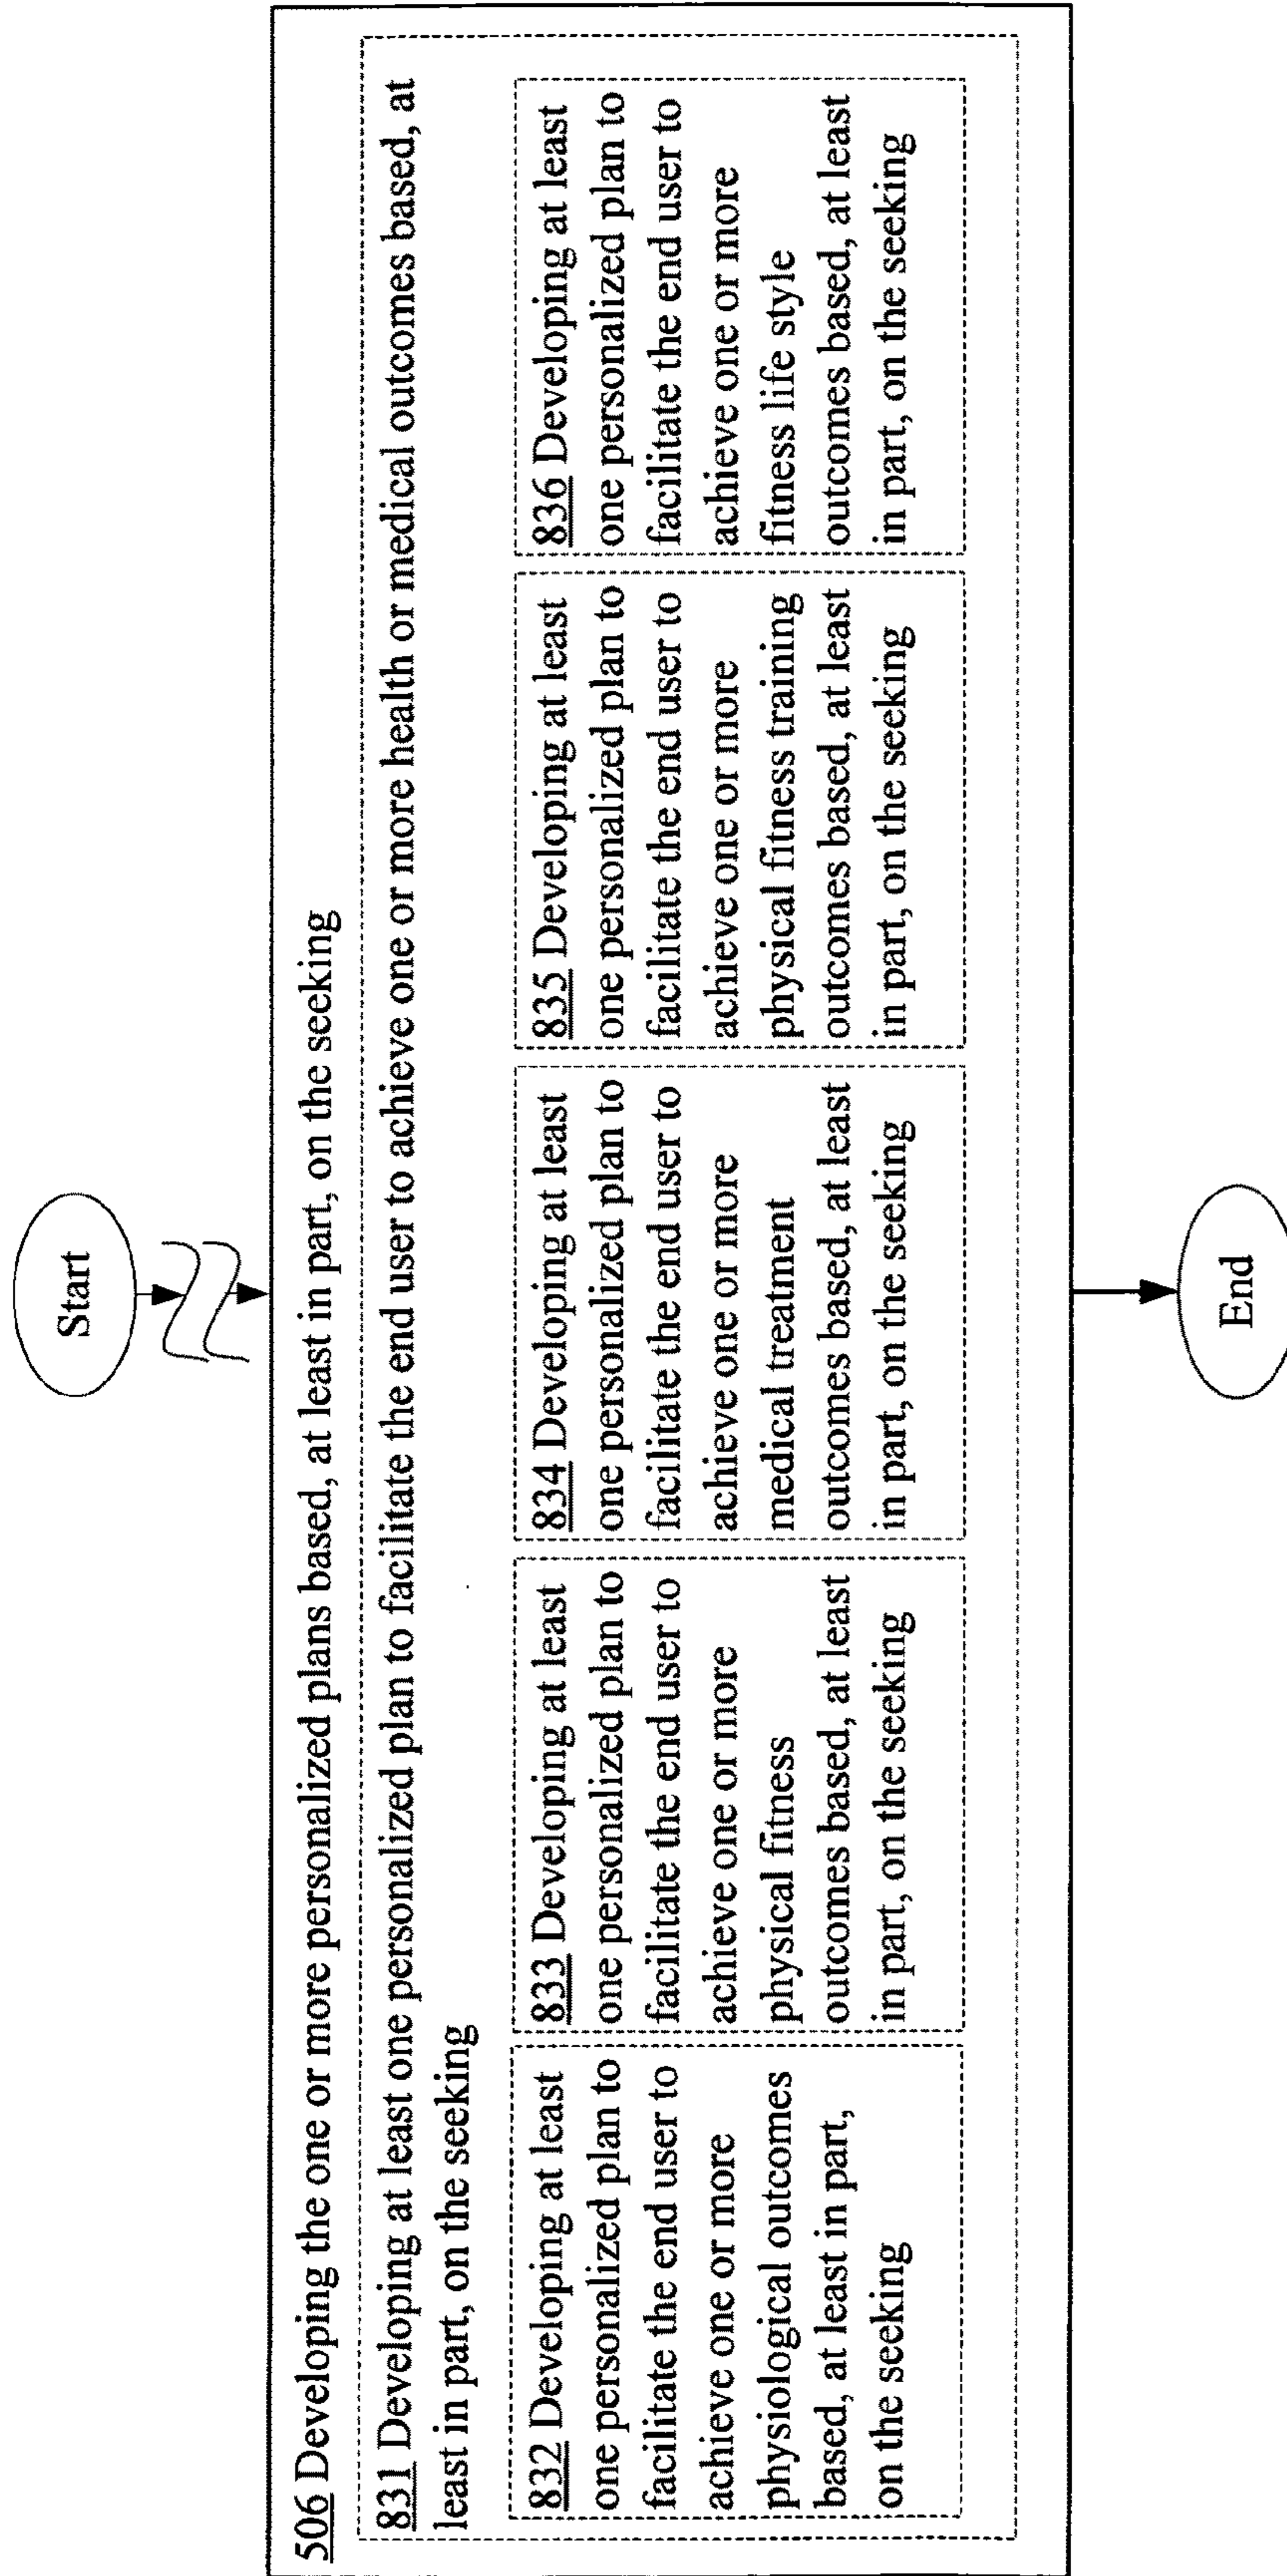 Start
506 Developing the one or more personalized plans based, at least in part, on the seeking
831 Developing at least one personalized plan to facilitate the end user to achieve one or more health or medical outcomes based, at
least in part, on the seeking
832 Developing at least
one personalized plan to
facilitate the end user to
achieve one or more
physiological outcomes
based, at least in part,
on the seeking
833 Developing at least
one personalized plan to
facilitate the end user to
achieve one or more
physical fitness
outcomes based, at least
in part, on the seeking
834 Developing at least
one personalized plan to
facilitate the end user to
achieve one or more
medical treatment
outcomes based, at least
in part, on the seeking
835 Developing at least
one personalized plan to
facilitate the end user to
achieve one or more
physical fitness training
outcomes based, at least
in part, on the seeking
836 Developing at least
one personalized plan to
facilitate the end user to
achieve one or more
fitness life style
outcomes based, at least
in part, on the seeking
End